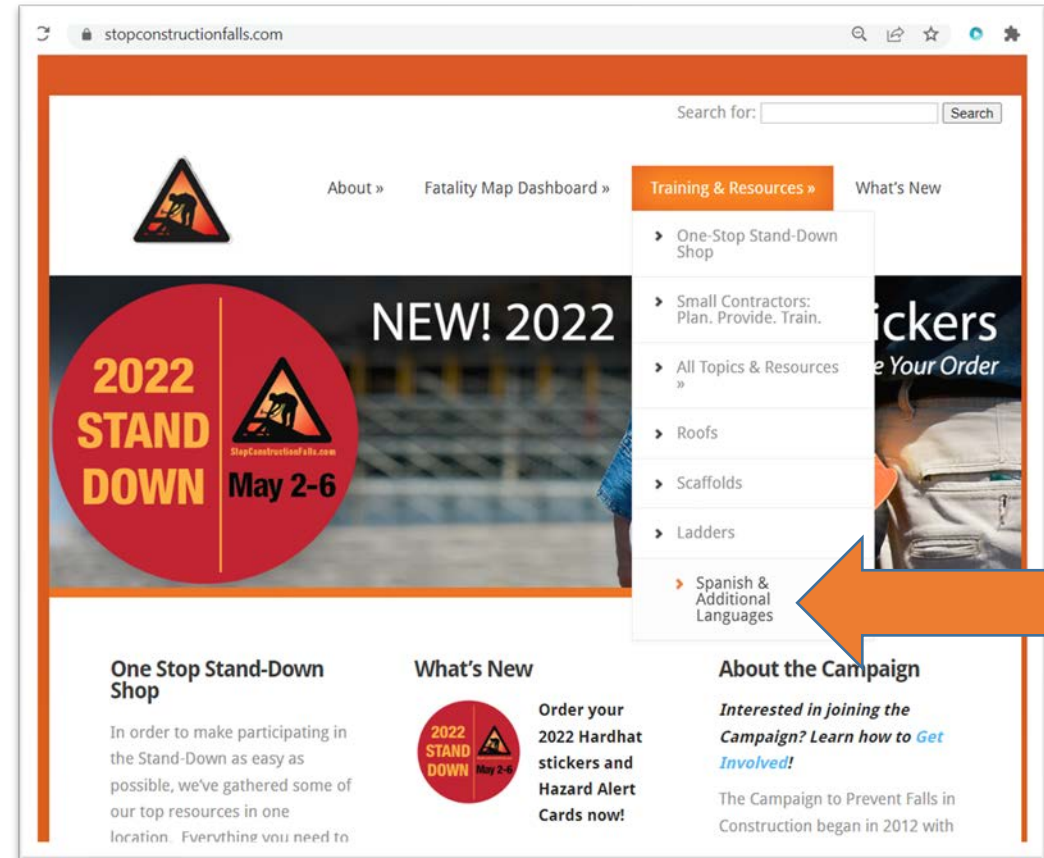 stopconstructionfalls.com
Search for:
Search
About »
Fatality Map Dashboard »
Training & Resources »
What's New
One-Stop Stand-Down
Shop
Small Contractors:
Plan. Provide. Train.
All Topics & Resources
»
Roofs
Scaffolds
Ladders
Spanish &
Additional
Languages
NEW! 2022
ickers
e Your Order
2022
STAND
DOWN
StopConstructionFalls.com
May 2-6
One Stop Stand-Down
Shop
In order to make participating in
the Stand-Down as easy as
possible, we've gathered some of
our top resources in one
location. Everything you need to
What's New
2022
STAND
DOWN
May 2-6
Order your
2022 Hardhat
stickers and
Hazard Alert
Cards now!
About the Campaign
Interested in joining the
Campaign? Learn how to Get
Involved!
The Campaign to Prevent Falls in
Construction began in 2012 with